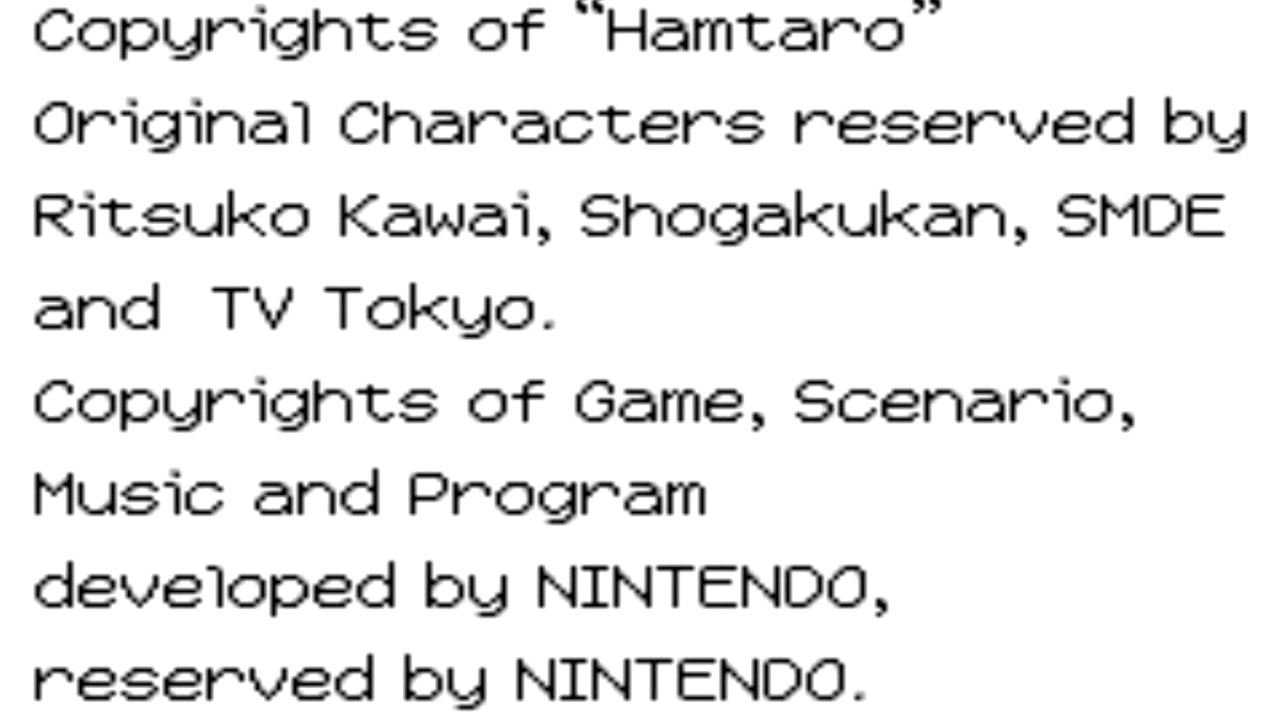 Copyrights of “Hamtaro”
Original Characters reserved by
Ritsuko Kawai, Shogakukan, SMDE
and  TV Tokyo.
Copyrights of Game, Scenario,
Music and Program
developed by NINTENDO,
reserved by NINTENDO.